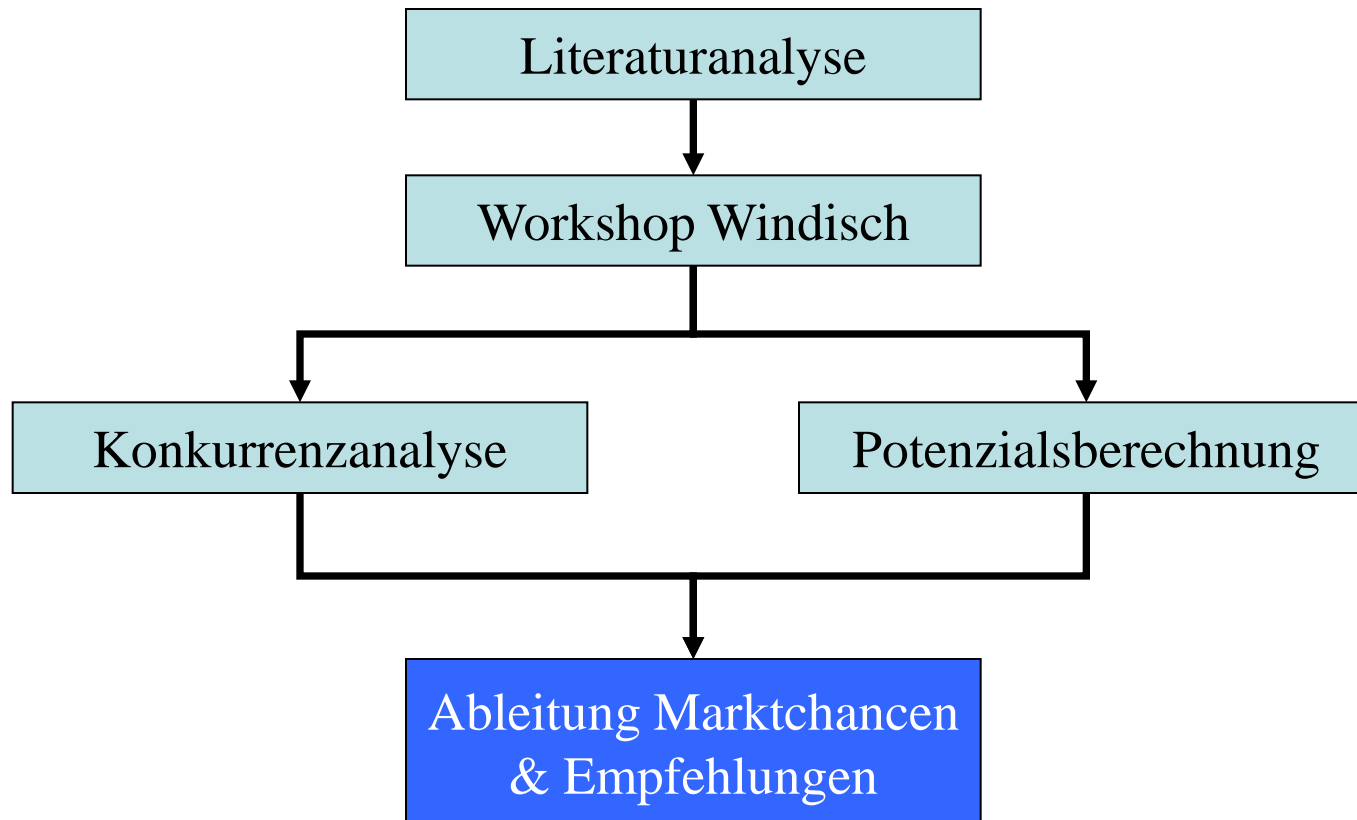 Literaturanalyse
Workshop Windisch
Konkurrenzanalyse
Potenzialsberechnung
Ableitung Marktchancen
& Empfehlungen